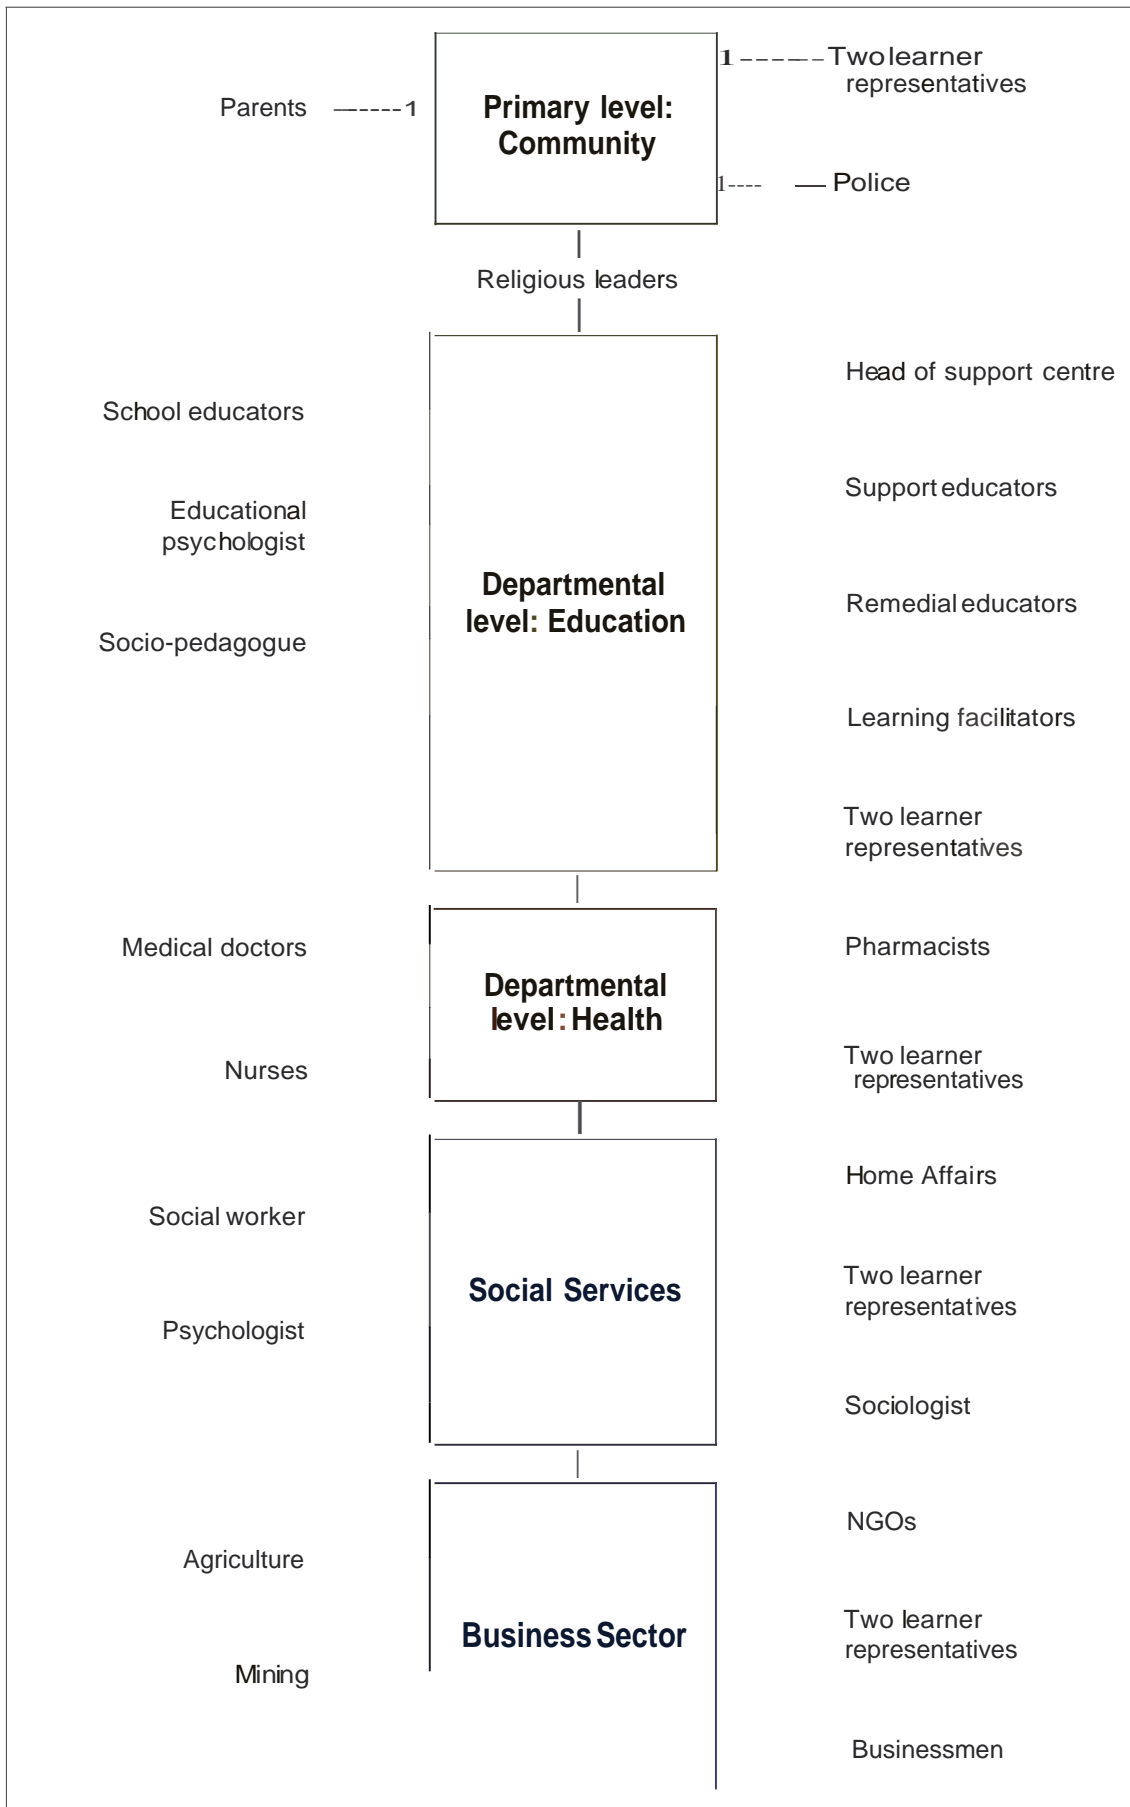 Two learner
representatives
Parents
Primary level:
Community
Police
Religious leaders
Head of support centre
School educators
Support educators
Educational
psychologist
Departmental
level: Education
Remedial educators
Socio-pedagogue
Learning facilitators
Two learner
representatives
Medical doctors
Pharmacists
Departmental
level: Health
Nurses
Two learner
representatives
Home Affairs
Social worker
Social Services
Two learner
representatives
Psychologist
Sociologist
NGOs
Agriculture
Business Sector
Two learner
representatives
Mining
Businessmen